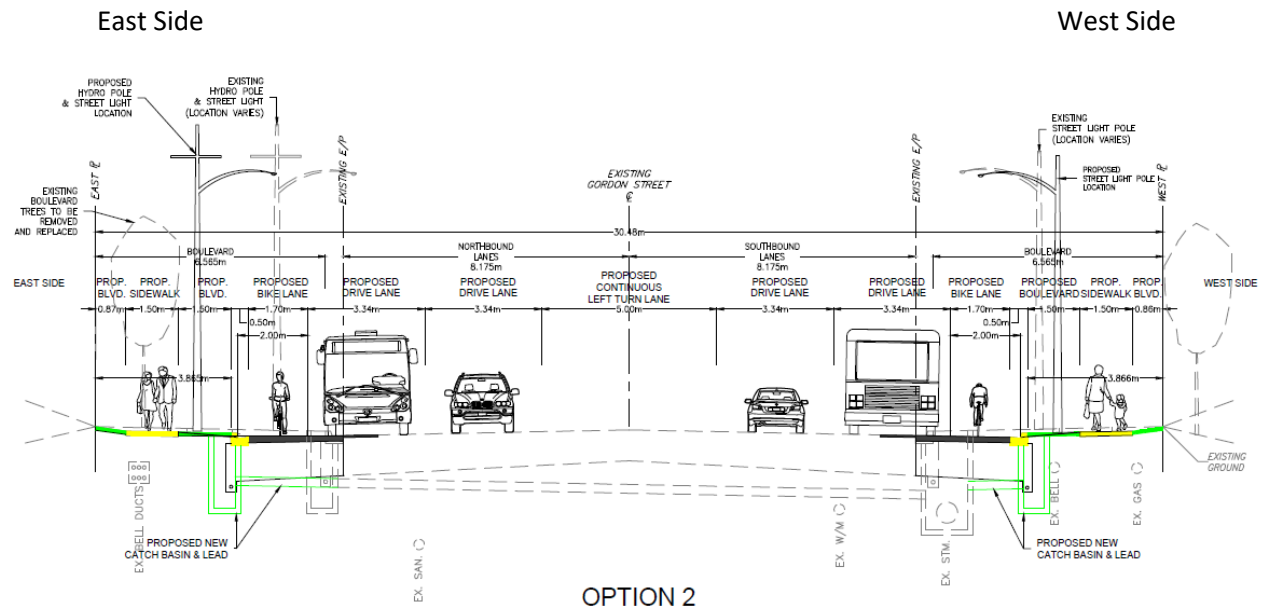 East Side
West Side
PROPOSED
HYDRO POLE
& STREET LIGHT
LOCATION
EXISTING
HYDRO POLE
& STREET LIGHT
(LOCATION VARIES)
EXISTING
BOULEVARD
TREES TO BE
REMOVED
AND REPLACED
EAST ℄
EXISTING E/P
EXISTING
GORDON STREET
℄
EXISTING E/P
EXISTING
STREET LIGHT POLE
(LOCATION VARIES)
PROPOSED
STREET LIGHT POLE
LOCATION
WEST ℄
30.48m
BOULEVARD
6.565m
NORTHBOUND
LANES
8.175m
SOUTHBOUND
LANES
8.175m
BOULEVARD
6.565m
EAST SIDE
PROP.
BLVD.
0.87m
PROP.
SIDEWALK
1.50m
PROP.
BLVD.
1.50m
PROPOSED
BIKE LANE
1.70m
PROPOSED
DRIVE LANE
3.34m
PROPOSED
DRIVE LANE
3.34m
PROPOSED
CONTINUOUS
LEFT TURN LANE
5.00m
PROPOSED
DRIVE LANE
3.34m
PROPOSED
DRIVE LANE
3.34m
PROPOSED
BIKE LANE
1.70m
PROPOSED
BOULEVARD
1.50m
PROP.
SIDEWALK
1.50m
PROP.
BLVD.
0.86m
WEST SIDE
0.50m
2.00m
0.50m
2.00m
3.865m
3.866m
EXISTING
GROUND
EX. BELL DUCTS
EX. SAN.
EX. W/M
EX. STM.
EX. BELL
EX. GAS
PROPOSED NEW
CATCH BASIN & LEAD
PROPOSED NEW
CATCH BASIN & LEAD
OPTION 2